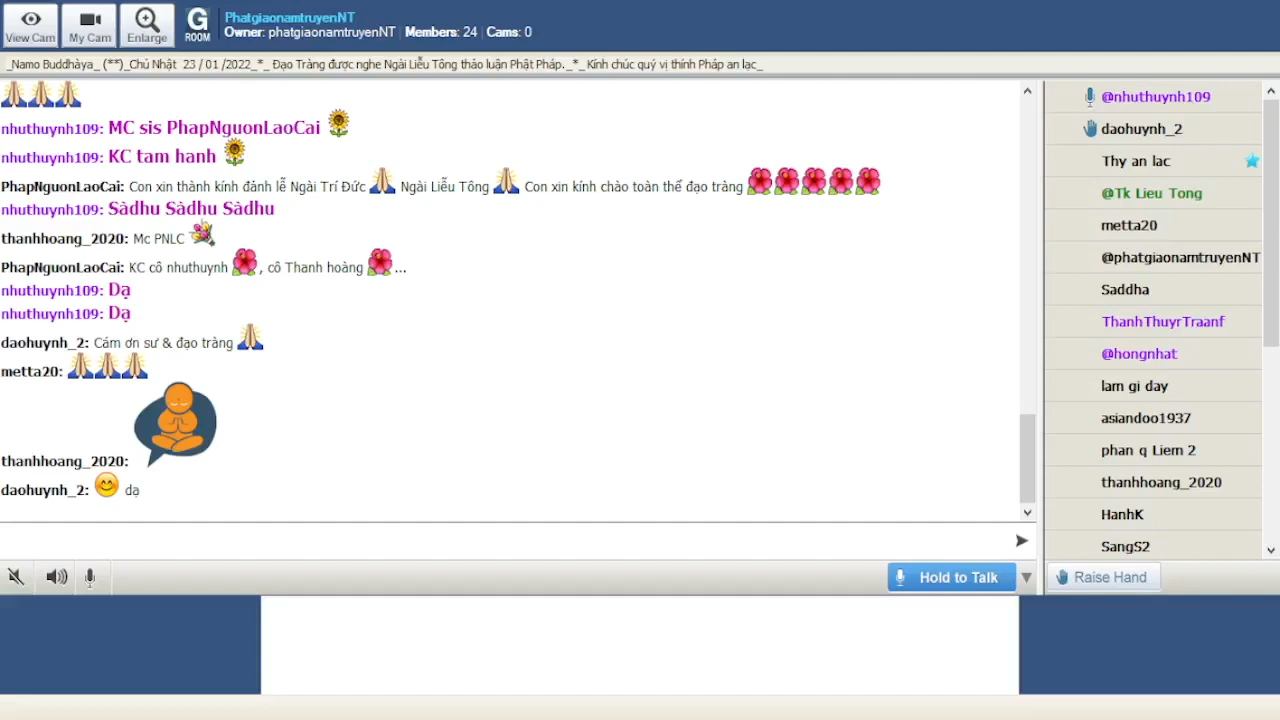 View Cam
My Cam
Enlarge
G
ROOM
PhatgiaonamtruyenNT
Owner: phatgiaonamtruyenNT | Members: 24 | Cams: 0
_Namo Buddhàya_ (**)_Chủ Nhật 23 / 01 /2022_*_ Đạo Tràng được nghe Ngài Liễu Tông thảo luận Phật Pháp._*_ Kính chúc quý vị thính Pháp an lạc_
nhuthuynh109: MC sis PhapNguonLaoCai
nhuthuynh109: KC tam hanh
PhapNguonLaoCai: Con xin thành kính đảnh lễ Ngài Trí Đức Ngài Liễu Tông Con xin kính chào toàn thể đạo tràng
nhuthuynh109: Sàdhu Sàdhu Sàdhu
thanhhoang_2020: Mc PNLC
PhapNguonLaoCai: KC cô nhuthuynh , cô Thanh hoàng ...
nhuthuynh109: Dạ
nhuthuynh109: Dạ
daohuynh_2: Cám ơn sư & đạo tràng
metta20:
thanhhoang_2020:
daohuynh_2: dạ
Hold to Talk
@nhuthuynh109
daohuynh_2
Thy an lac
@Tk Lieu Tong
metta20
@phatgiaonamtruyenNT
Saddha
ThanhThuyrTraanf
@hongnhat
lam gi day
asiandoo1937
phan q Liem 2
thanhhoang_2020
HanhK
SangS2
Raise Hand